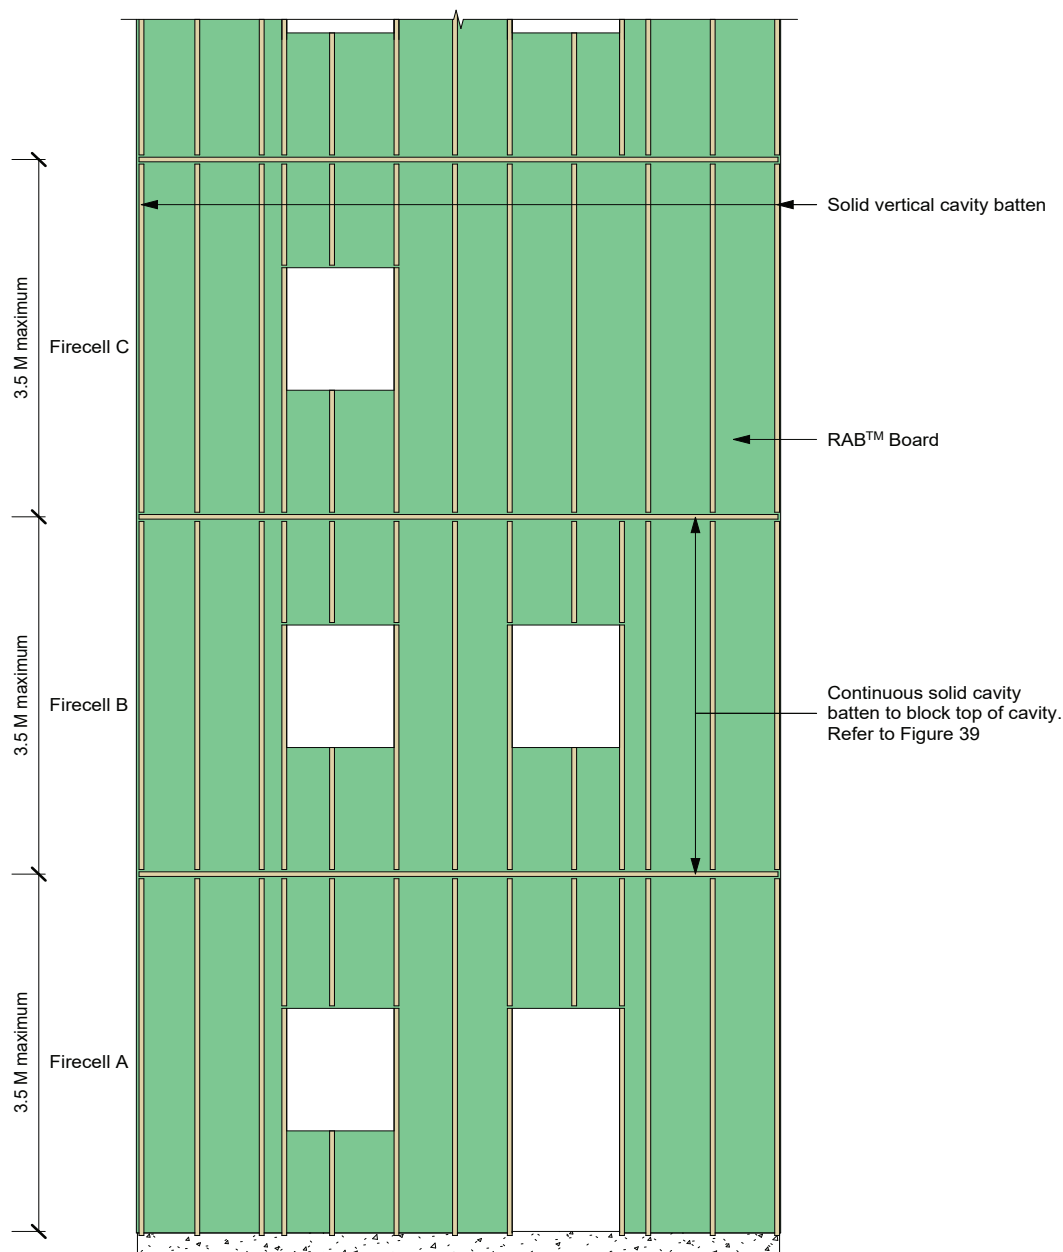 Solid vertical cavity batten
3.5 M maximum
Firecell C
RAB™ Board
3.5 M maximum
Firecell B
Continuous solid cavity
batten to block top of cavity.
Refer to Figure 39
3.5 M maximum
Firecell A